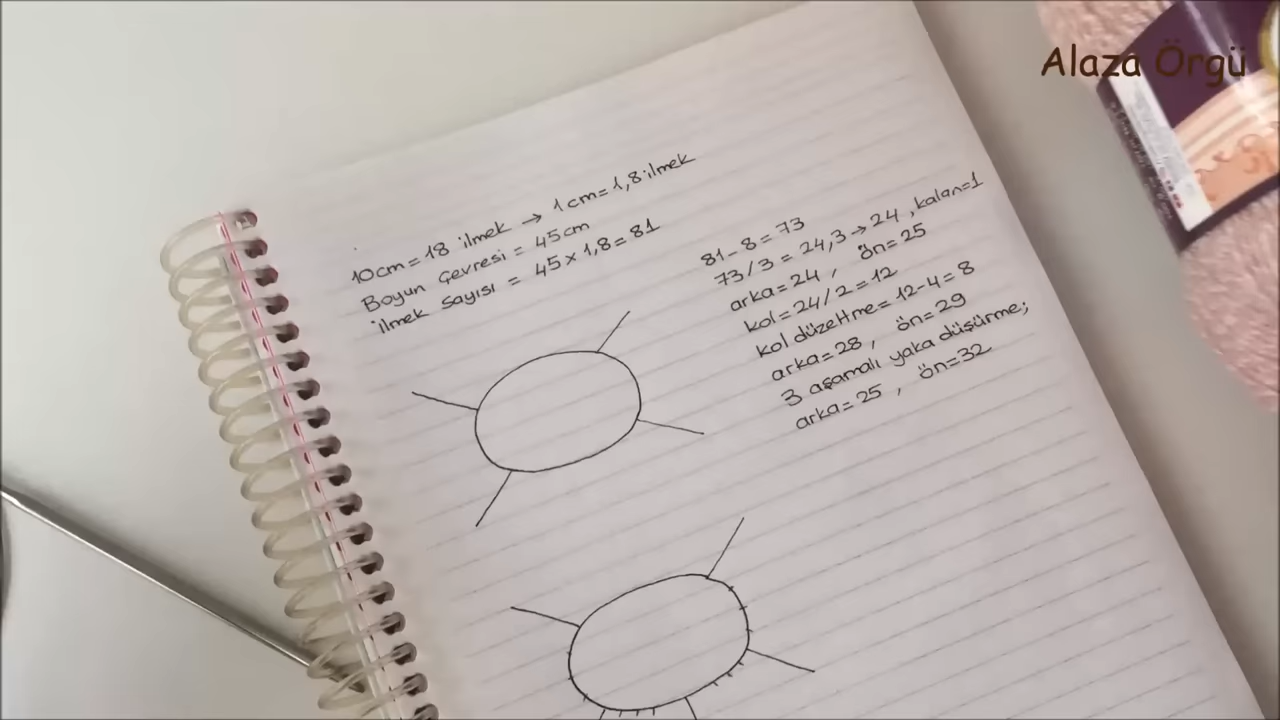 Alaza Örgü
10cm = 18 ilmek → 1cm = 1,8 ilmek
Boyun çevresi = 45cm
ilmek sayısı = 45 x 1,8 = 81
81 - 8 = 73
73/3 = 24,3 → 24, kalan=1
arka = 24, ön = 25
kol = 24/2 = 12
kol düzeltme = 12-4 = 8
arka = 28, ön = 29
3 aşamalı yaka düşürme;
arka = 25, ön = 32